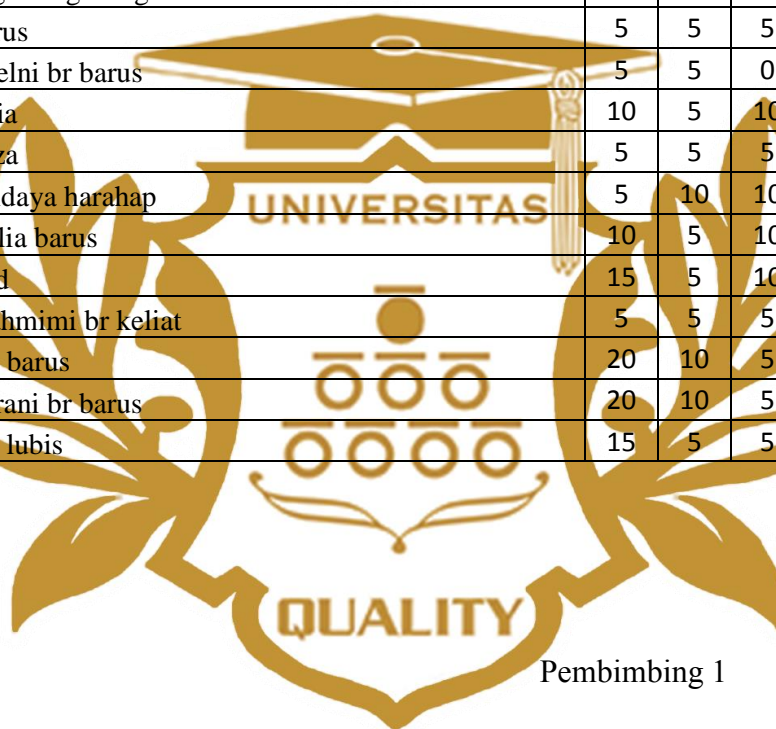 rus 5 5 5
elni br barus 5 5 0
ia 10 5 10
za 5 5 5
daya harahap 5 10 10
lia barus 10 5 10
d 15 5 10
hmimi br keliat 5 5 5
barus 20 10 5
rani br barus 20 10 5
lubis 15 5 5
UNIVERSITAS
QUALITY
Pembimbing 1